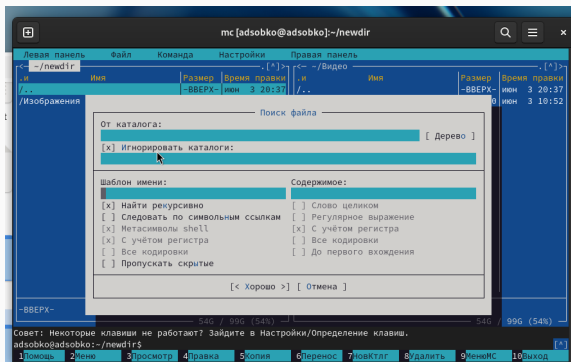 mc [adsobko@adsobko]:~/newdir
Левая панель Файл Команда Настройки Правая панель
<— ~/newdir .[^]> <— ~/Видео .[^]>
.и Имя Размер Время правки .и Имя Размер Время правки
/.. -ВВЕРХ- июн 3 20:37 /.. -ВВЕРХ- июн 3 20:37
/Изображения 0 июн 3 10:52
Поиск файла
От каталога:
[ Дерево ]
[x] Игнорировать каталоги:
Шаблон имени: Содержимое:
[x] Найти рекурсивно [ ] Слово целиком
[ ] Следовать по символьным ссылкам [ ] Регулярное выражение
[x] Метасимволы shell [x] С учётом регистра
[x] С учётом регистра [ ] Все кодировки
[ ] Все кодировки [ ] До первого вхождения
[ ] Пропускать скрытые
[< Хорошо >] [ Отмена ]
-ВВЕРХ-
54G / 99G (54%) 54G / 99G (54%)
Совет: Некоторые клавиши не работают? Зайдите в Настройки/Определение клавиш.
adsobko@adsobko:~/newdir$ [^]
1Помощь 2Меню 3Просмотр 4Правка 5Копия 6Перенос 7НовКтлг 8Удалить 9МенюМС 10Выход